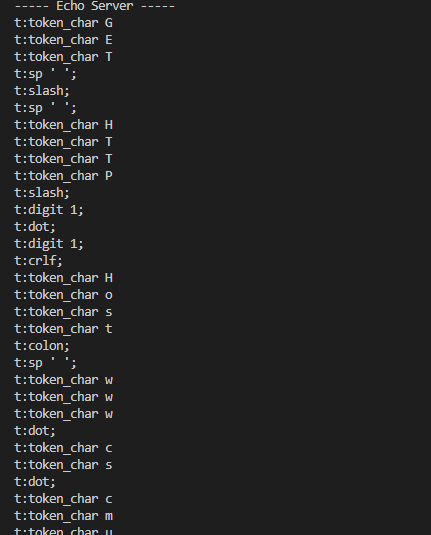 ----- Echo Server -----
t:token_char G
t:token_char E
t:token_char T
t:sp ' ';
t:slash;
t:sp ' ';
t:token_char H
t:token_char T
t:token_char T
t:token_char P
t:slash;
t:digit 1;
t:dot;
t:digit 1;
t:crlf;
t:token_char H
t:token_char o
t:token_char s
t:token_char t
t:colon;
t:sp ' ';
t:token_char w
t:token_char w
t:token_char w
t:dot;
t:token_char c
t:token_char s
t:dot;
t:token_char c
t:token_char m
t:token_char u